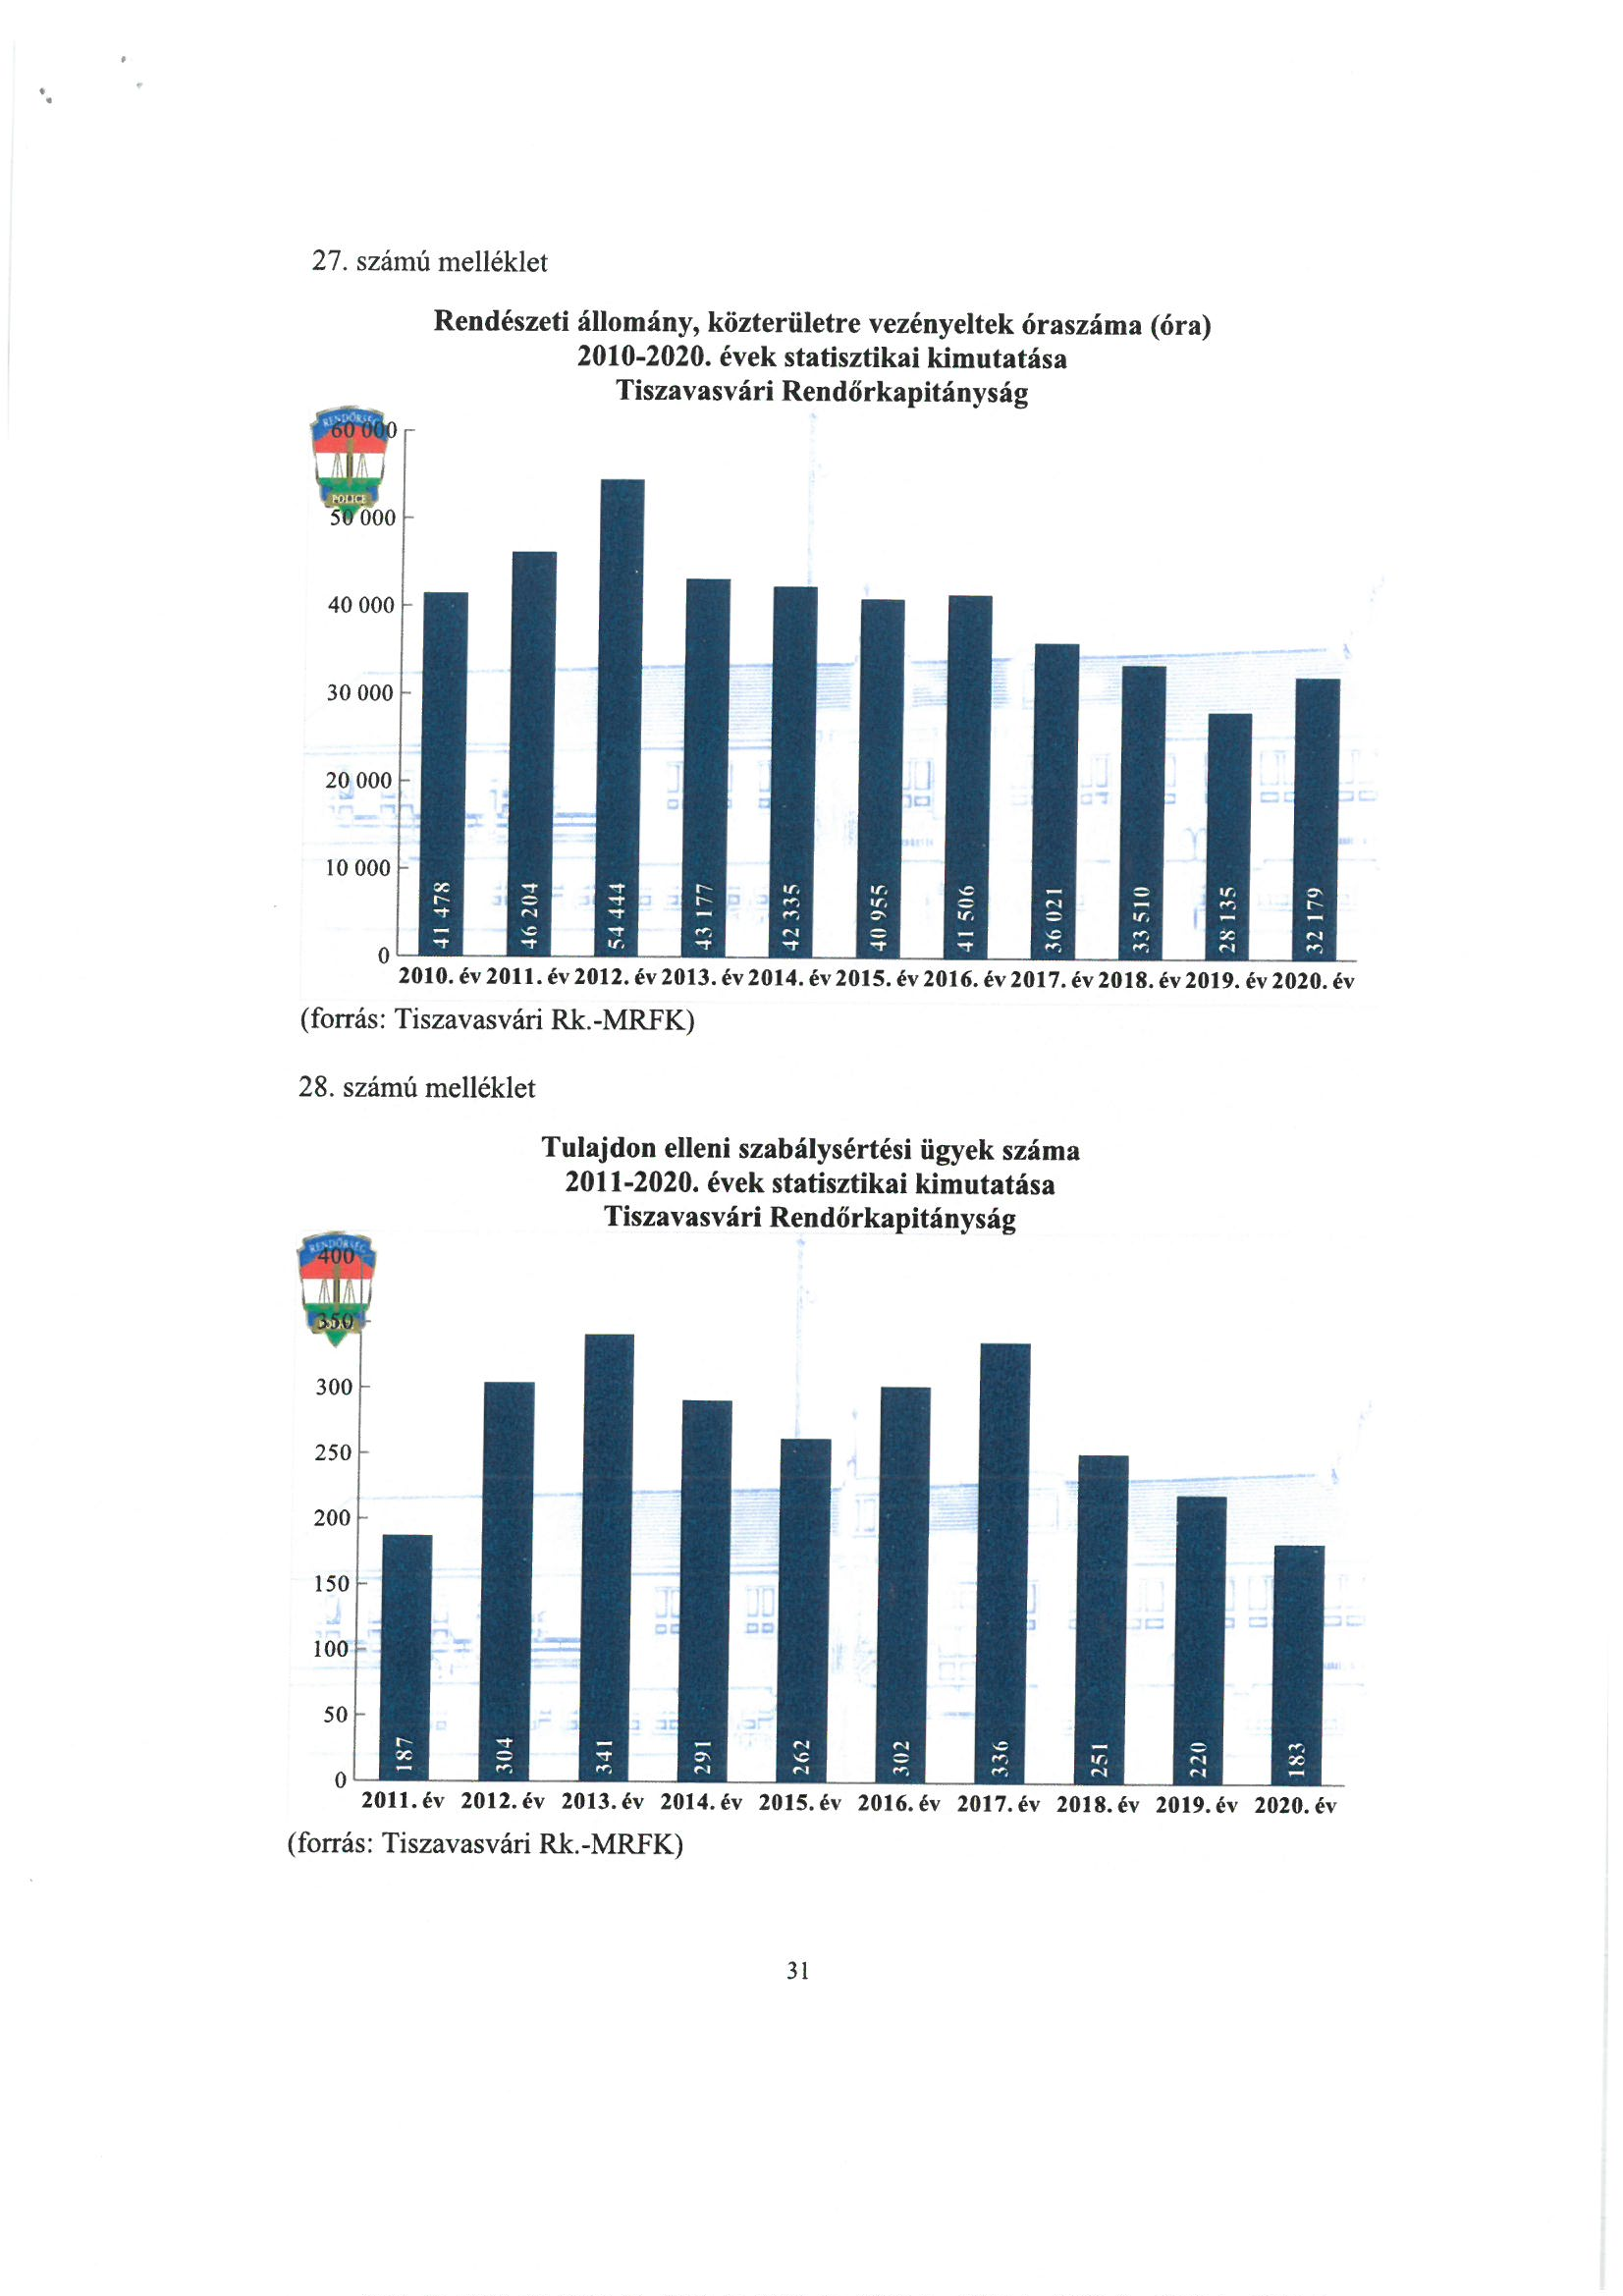 27. számú melléklet
Rendészeti állomány, közterületre vezényeltek óraszáma (óra)
2010-2020. évek statisztikai kimutatása
Tiszavasvári Rendőrkapitányság
RENDŐRSÉG
POLICE
60 000
50 000
40 000
30 000
20 000
10 000
0
41 478
46 204
54 444
43 177
42 335
40 955
41 506
36 021
33 510
28 135
32 179
2010. év 2011. év 2012. év 2013. év 2014. év 2015. év 2016. év 2017. év 2018. év 2019. év 2020. év
(forrás: Tiszavasvári Rk.-MRFK)
28. számú melléklet
Tulajdon elleni szabálysértési ügyek száma
2011-2020. évek statisztikai kimutatása
Tiszavasvári Rendőrkapitányság
RENDŐRSÉG
400
350
300
250
200
150
100
50
0
187
304
341
291
262
302
336
251
220
183
2011. év 2012. év 2013. év 2014. év 2015. év 2016. év 2017. év 2018. év 2019. év 2020. év
(forrás: Tiszavasvári Rk.-MRFK)
31